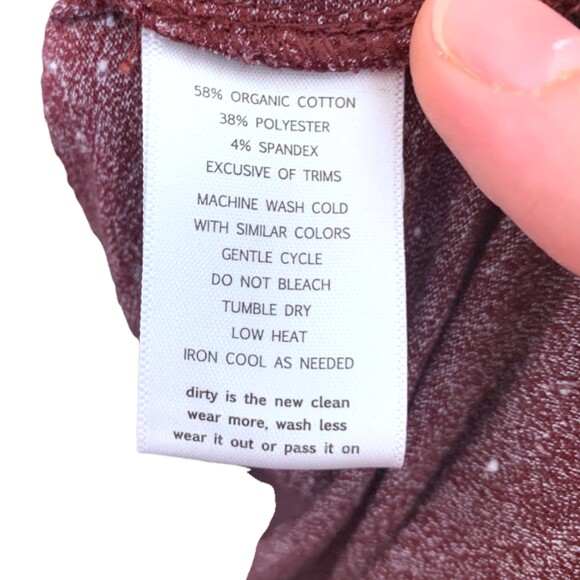 58% ORGANIC COTTON
38% POLYESTER
4% SPANDEX
EXCUSIVE OF TRIMS
MACHINE WASH COLD
WITH SIMILAR COLORS
GENTLE CYCLE
DO NOT BLEACH
TUMBLE DRY
LOW HEAT
IRON COOL AS NEEDED
dirty is the new clean
wear more, wash less
wear it out or pass it on